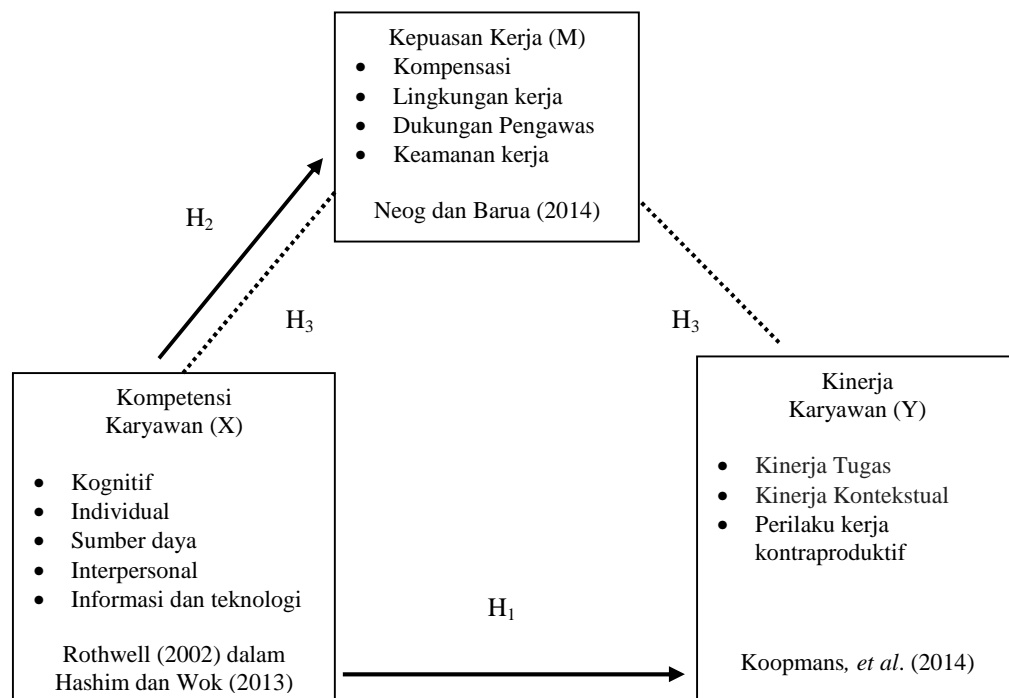 Kepuasan Kerja (M)
• Kompensasi
• Lingkungan kerja
• Dukungan Pengawas
• Keamanan kerja
Neog dan Barua (2014)
H2
H3
H3
Kompetensi
Karyawan (X)
• Kognitif
• Individual
• Sumber daya
• Interpersonal
• Informasi dan teknologi
Rothwell (2002) dalam
Hashim dan Wok (2013)
H1
Kinerja
Karyawan (Y)
• Kinerja Tugas
• Kinerja Kontekstual
• Perilaku kerja
kontraproduktif
Koopmans, et al. (2014)